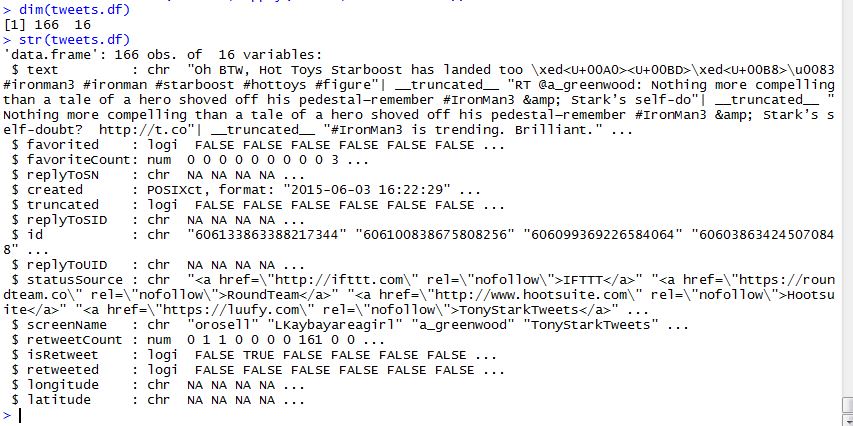 > dim(tweets.df)
[1] 166  16
> str(tweets.df)
'data.frame': 166 obs. of  16 variables:
 $ text         : chr  "Oh BTW, Hot Toys Starboost has landed too \xed<U+00A0><U+00BD>\xed<U+00B8>\u0083
#ironman3 #ironman #starboost #hottoys #figure"| __truncated__ "RT @a_greenwood: Nothing more compelling
than a tale of a hero shoved off his pedestal—remember #IronMan3 &amp; Stark's self-do"| __truncated__ "
Nothing more compelling than a tale of a hero shoved off his pedestal—remember #IronMan3 &amp; Stark's s
elf-doubt?  http://t.co"| __truncated__ "#IronMan3 is trending. Brilliant." ...
 $ favorited    : logi  FALSE FALSE FALSE FALSE FALSE FALSE ...
 $ favoriteCount: num  0 0 0 0 0 0 0 0 0 3 ...
 $ replyToSN    : chr  NA NA NA NA ...
 $ created      : POSIXct, format: "2015-06-03 16:22:29" ...
 $ truncated    : logi  FALSE FALSE FALSE FALSE FALSE FALSE ...
 $ replyToSID   : chr  NA NA NA NA ...
 $ id           : chr  "606133863388217344" "606100838675808256" "606099369226584064" "60603863424507084
8" ...
 $ replyToUID   : chr  NA NA NA NA ...
 $ statusSource : chr  "<a href=\"http://ifttt.com\" rel=\"nofollow\">IFTTT</a>" "<a href=\"https://roun
dteam.co\" rel=\"nofollow\">RoundTeam</a>" "<a href=\"http://www.hootsuite.com\" rel=\"nofollow\">Hootsu
ite</a>" "<a href=\"https://luufy.com\" rel=\"nofollow\">TonyStarkTweets</a>" ...
 $ screenName   : chr  "orosell" "LKaybayareagirl" "a_greenwood" "TonyStarkTweets" ...
 $ retweetCount : num  0 1 1 0 0 0 0 161 0 0 ...
 $ isRetweet    : logi  FALSE TRUE FALSE FALSE FALSE FALSE ...
 $ retweeted    : logi  FALSE FALSE FALSE FALSE FALSE FALSE ...
 $ longitude    : chr  NA NA NA NA ...
 $ latitude     : chr  NA NA NA NA ...
>